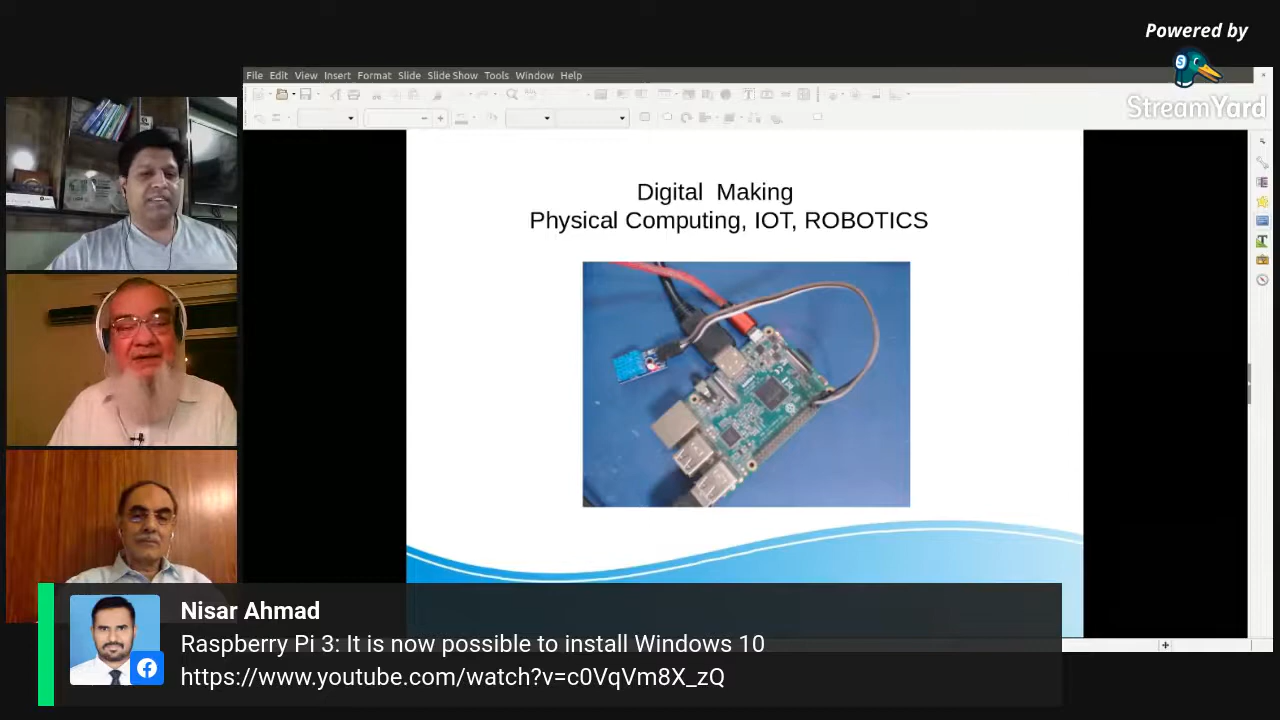 Powered by
StreamYard
File Edit View Insert Format Slide Slide Show Tools Window Help
Digital Making
Physical Computing, IOT, ROBOTICS
Nisar Ahmad
Raspberry Pi 3: It is now possible to install Windows 10
https://www.youtube.com/watch?v=c0VqVm8X_zQ